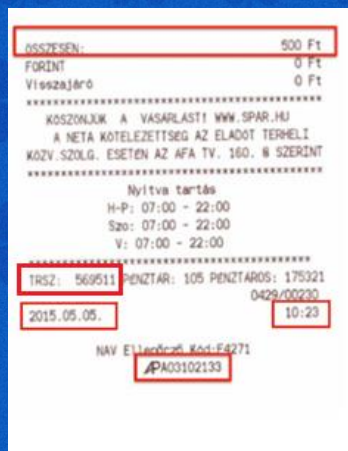 ÖSSZESEN: 500 Ft
FORINT 0 Ft
Visszajáró 0 Ft
****************************************
KÖSZÖNJÜK A VÁSÁRLÁST! WWW.SPAR.HU
A NETA KÖTELEZETTSÉG AZ ELADÓT TERHELI
KÖZV.SZOLG. ESETÉN AZ ÁFA TV. 160. § SZERINT
****************************************
Nyitva tartás
H-P: 07:00 - 22:00
Szo: 07:00 - 22:00
V: 07:00 - 22:00
****************************************
TRSZ: 569511 PÉNZTÁR: 105 PÉNZTÁROS: 175321
0429/00230
2015.05.05. 10:23
NAV Ellenőrző Kód:E4271
APA03102133